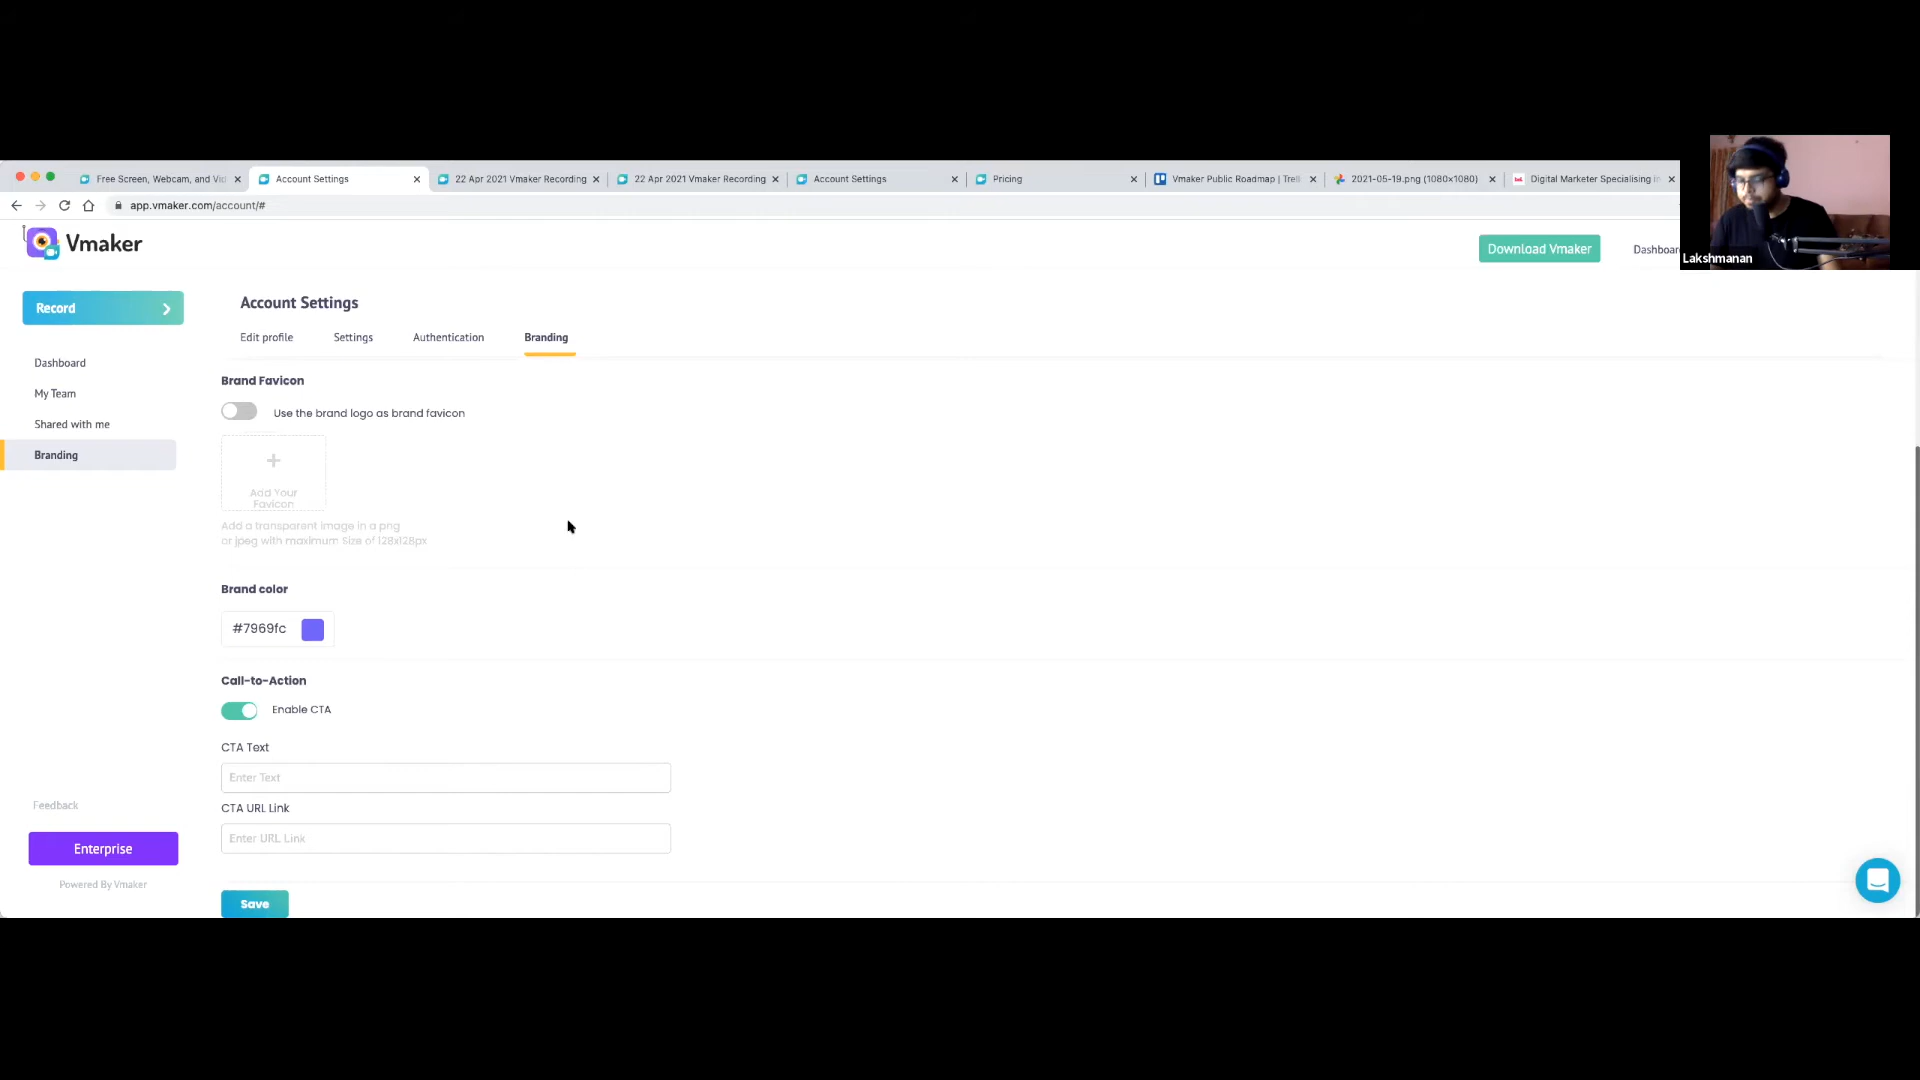 Free Screen, Webcam, and Vid
Account Settings
22 Apr 2021 Vmaker Recording
22 Apr 2021 Vmaker Recording
Account Settings
Pricing
Vmaker Public Roadmap | Trell
2021-05-19.png (1080×1080)
Digital Marketer Specialising in
app.vmaker.com/account/#
Lakshmanan
Vmaker
Download Vmaker
Dashboar
Record
Dashboard
My Team
Shared with me
Branding
Feedback
Enterprise
Powered By Vmaker
Account Settings
Edit profile
Settings
Authentication
Branding
Brand Favicon
Use the brand logo as brand favicon
Add Your
Favicon
Add a transparent image in a png
or jpeg with maximum Size of 128x128px
Brand color
#7969fc
Call-to-Action
Enable CTA
CTA Text
Enter Text
CTA URL Link
Enter URL Link
Save